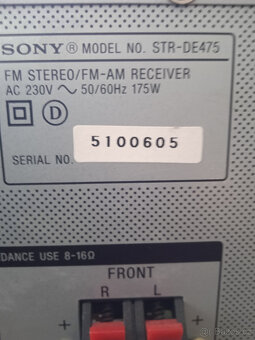 SONY® MODEL NO. STR-DE475
FM STEREO/FM-AM RECEIVER
AC 230V ~ 50/60Hz 175W
D
5100605
SERIAL NO.
DANCE USE 8-16Ω
FRONT
R L
+ +